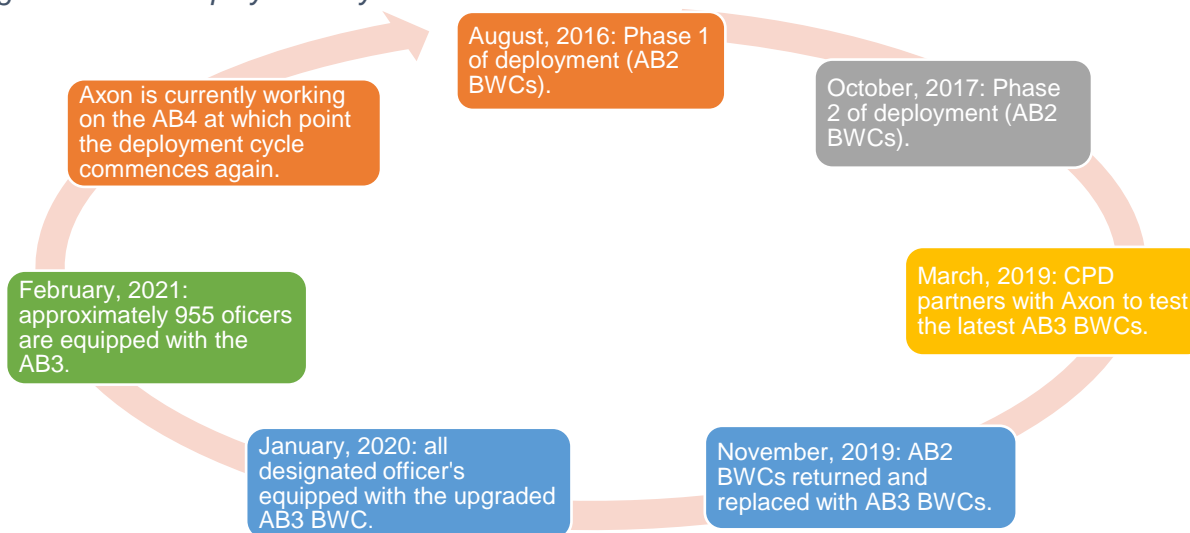 August, 2016: Phase 1
of deployment (AB2
BWCs).
October, 2017: Phase
2 of deployment (AB2
BWCs).
March, 2019: CPD
partners with Axon to test
the latest AB3 BWCs.
November, 2019: AB2
BWCs returned and
replaced with AB3 BWCs.
January, 2020: all
designated officer's
equipped with the upgraded
AB3 BWC.
February, 2021:
approximately 955 oficers
are equipped with the
AB3.
Axon is currently working
on the AB4 at which point
the deployment cycle
commences again.